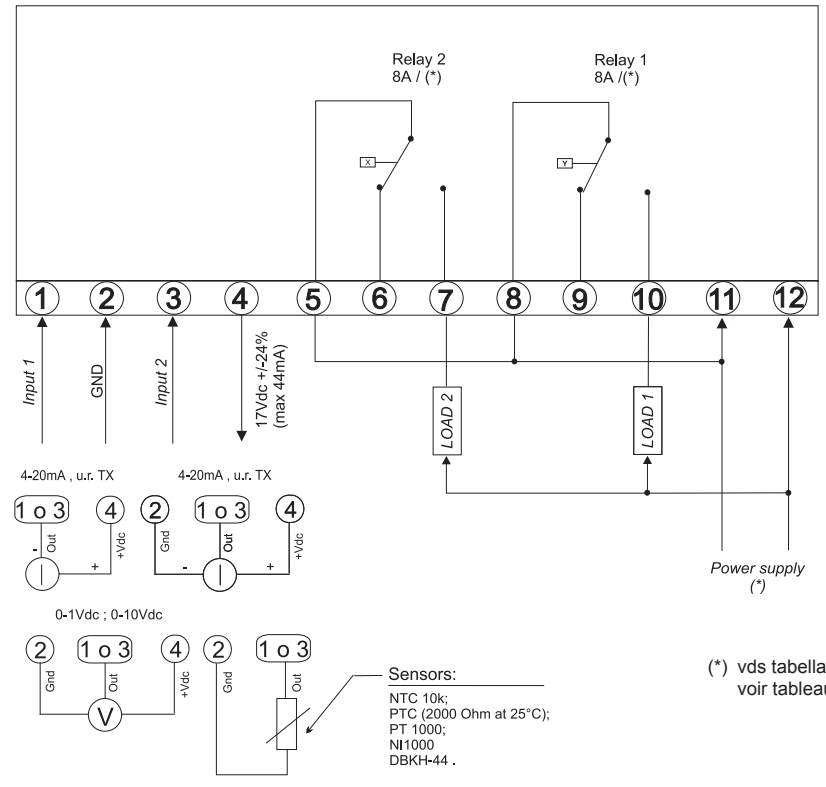 Relay 2
8A / (*)
Relay 1
8A /(*)
X
Y
1 2 3 4 5 6 7 8 9 10 11 12
Input 1
GND
Input 2
17Vdc +/-24%
(max 44mA)
LOAD 2
LOAD 1
4-20mA , u.r. TX
4-20mA , u.r. TX
1 o 3 4 2 1 o 3 4
- Out + +Vdc Gnd - Out + +Vdc
Power supply
(*)
0-1Vdc ; 0-10Vdc
2 1 o 3 4 2 1 o 3
Gnd Out +Vdc Gnd Out
V
Sensors:
NTC 10k;
PTC (2000 Ohm at 25°C);
PT 1000;
NI1000
DBKH-44 .
(*) vds tabella
voir tableau